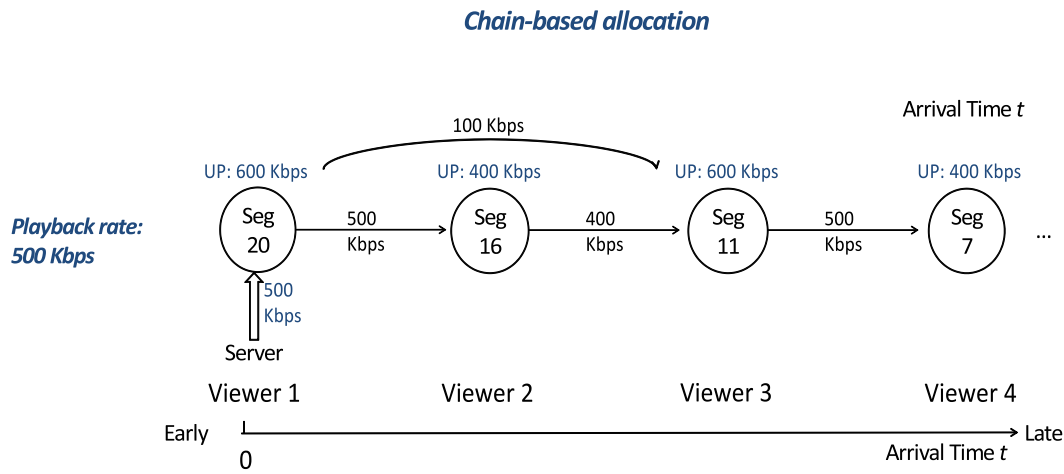 Chain-based allocation
Arrival Time t
100 Kbps
UP: 600 Kbps
UP: 400 Kbps
UP: 600 Kbps
UP: 400 Kbps
Playback rate:
500 Kbps
Seg
20
500
Kbps
Seg
16
400
Kbps
Seg
11
500
Kbps
Seg
7
...
500
Kbps
Server
Viewer 1
Viewer 2
Viewer 3
Viewer 4
Early
Late
0
Arrival Time t